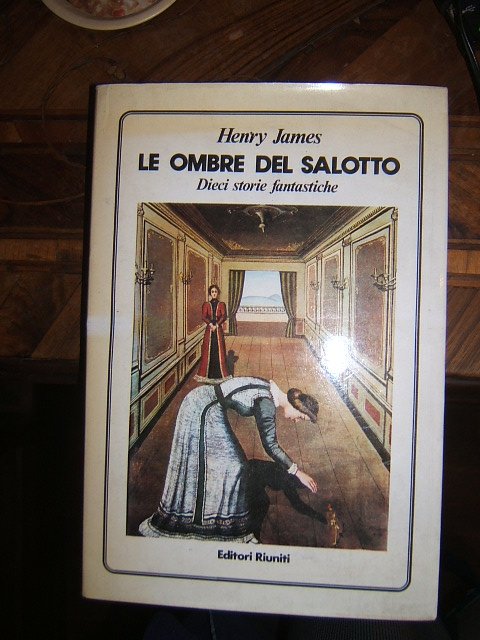 Henry James
LE OMBRE DEL SALOTTO
Dieci storie fantastiche
Editori Riuniti